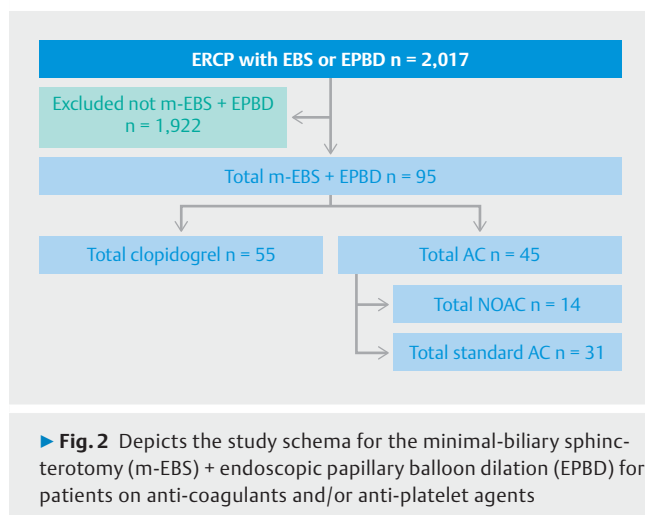 ERCP with EBS or EPBD n = 2,017
Excluded not m-EBS + EPBD
n = 1,922
Total m-EBS + EPBD n = 95
Total clopidogrel n = 55
Total AC n = 45
Total NOAC n = 14
Total standard AC n = 31
▶ Fig. 2 Depicts the study schema for the minimal-biliary sphinc-
terotomy (m-EBS) + endoscopic papillary balloon dilation (EPBD) for
patients on anti-coagulants and/or anti-platelet agents